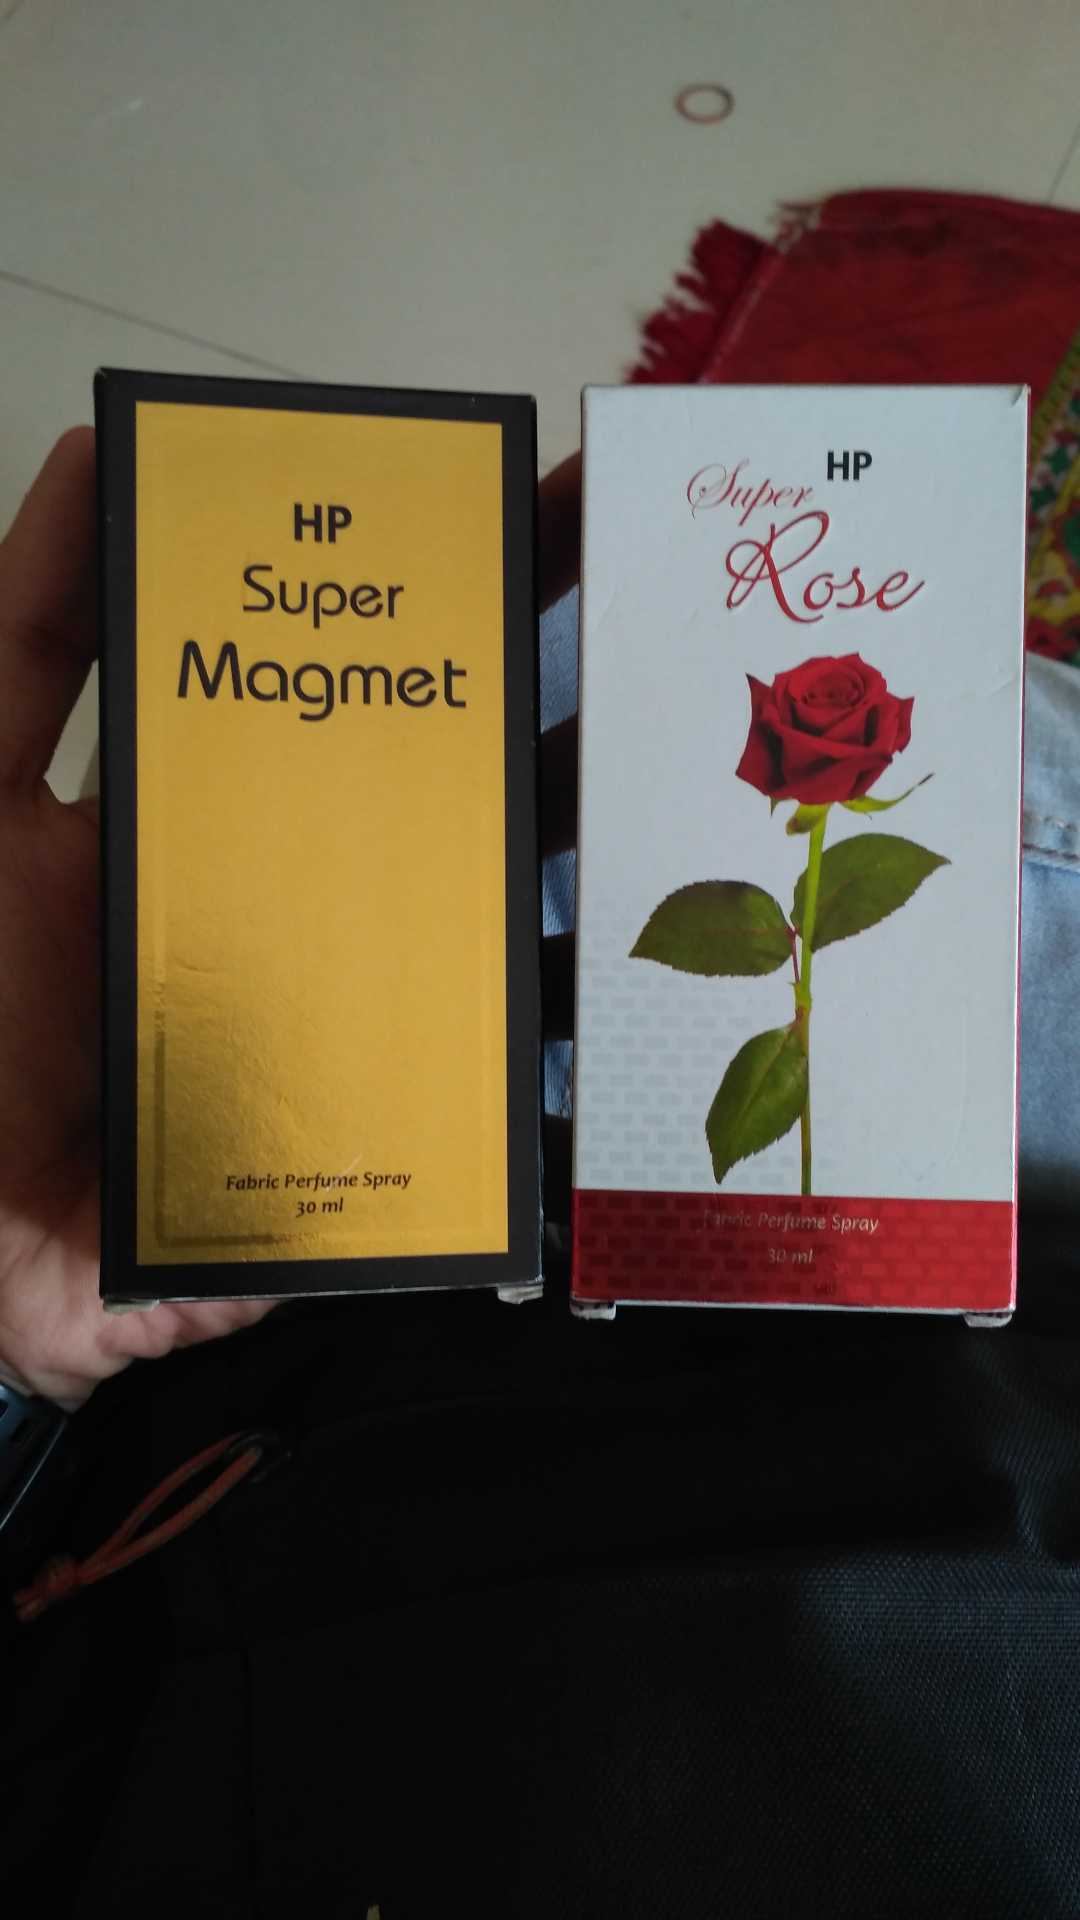 HP
Super
Magmet
Fabric Perfume Spray
30 ml
HP
Super
Rose
Fabric Perfume Spray
30 ml